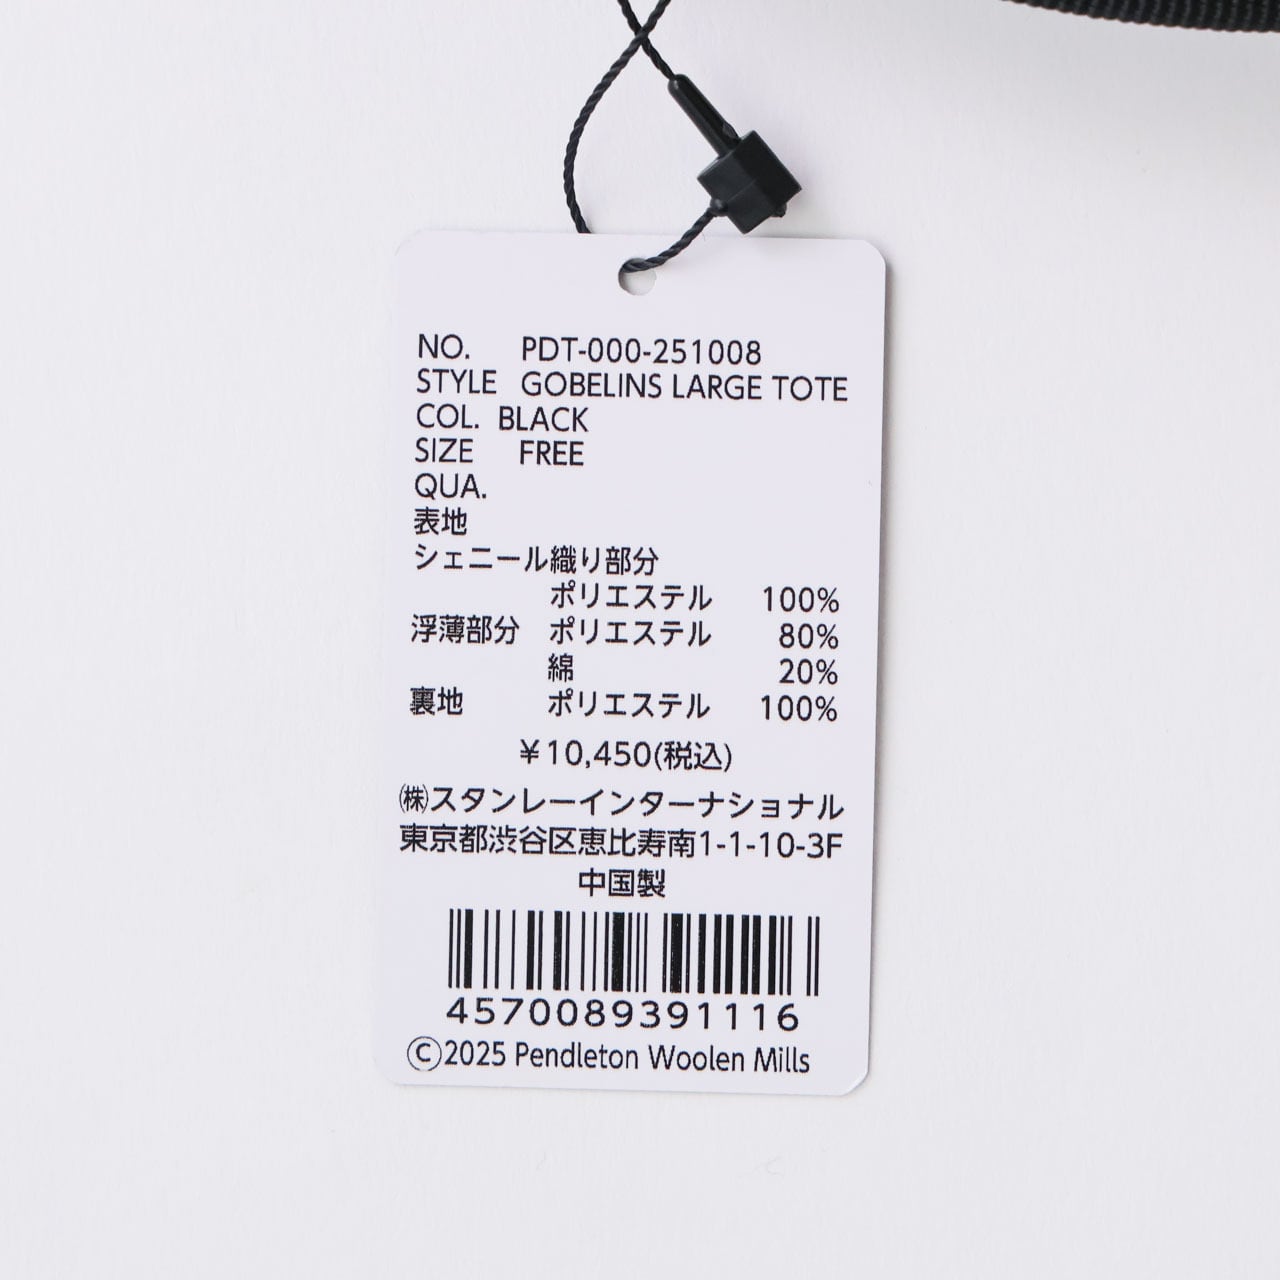 NO. PDT-000-251008
STYLE GOBELINS LARGE TOTE
COL. BLACK
SIZE FREE
QUA.
表地
シェニール織り部分
ポリエステル 100%
浮薄部分 ポリエステル 80%
綿 20%
裏地 ポリエステル 100%
¥10,450(税込)
㈱スタンレーインターナショナル
東京都渋谷区恵比寿南1-1-10-3F
中国製
4570089391116
©2025 Pendleton Woolen Mills